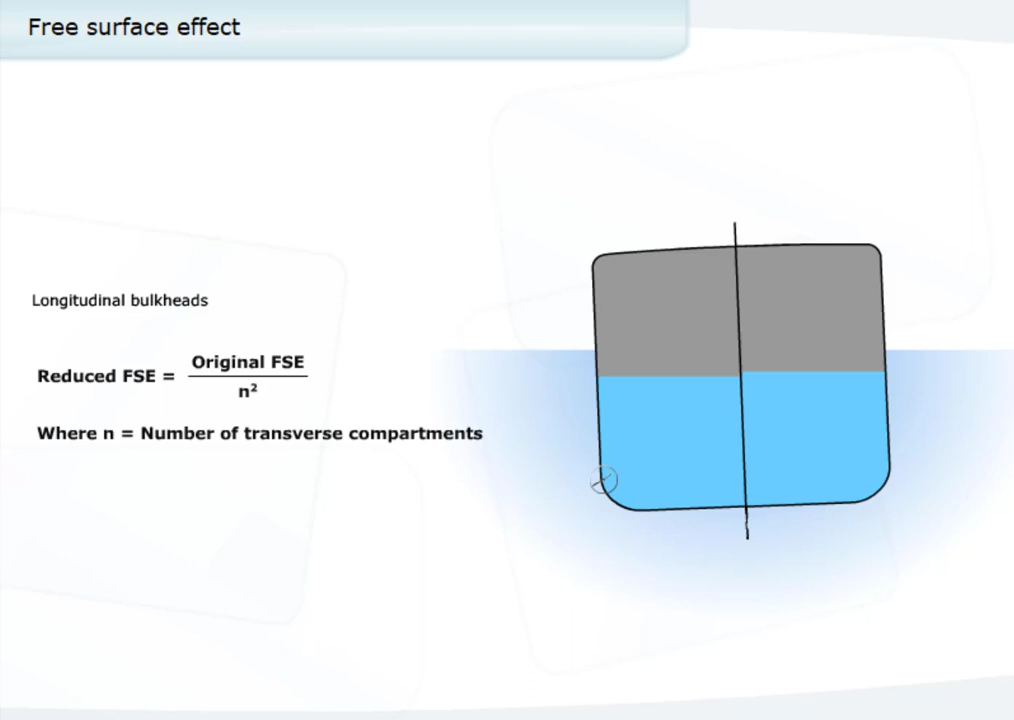 Free surface effect
Longitudinal bulkheads
Reduced FSE = Original FSE
n²
Where n = Number of transverse compartments